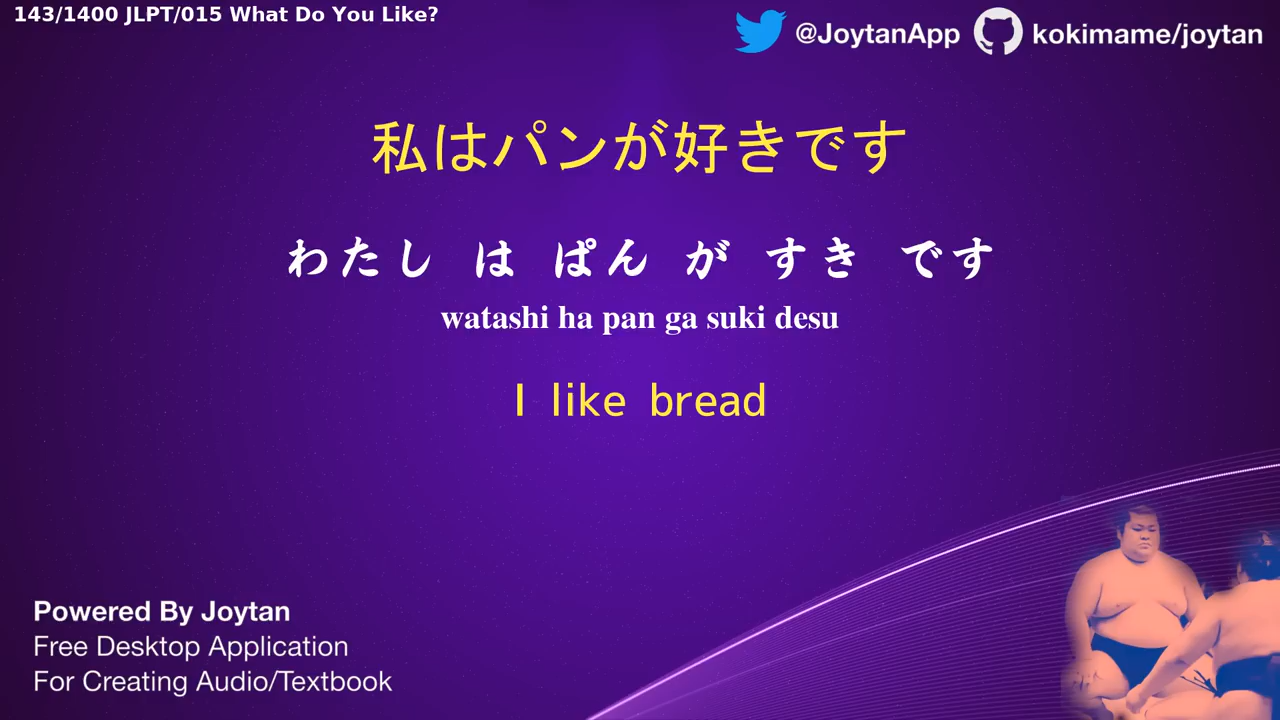 143/1400 JLPT/015 What Do You Like?
@JoytanApp kokimame/joytan
私はパンが好きです
わたし は ぱん が すき です
watashi ha pan ga suki desu
I like bread
Powered By Joytan
Free Desktop Application
For Creating Audio/Textbook